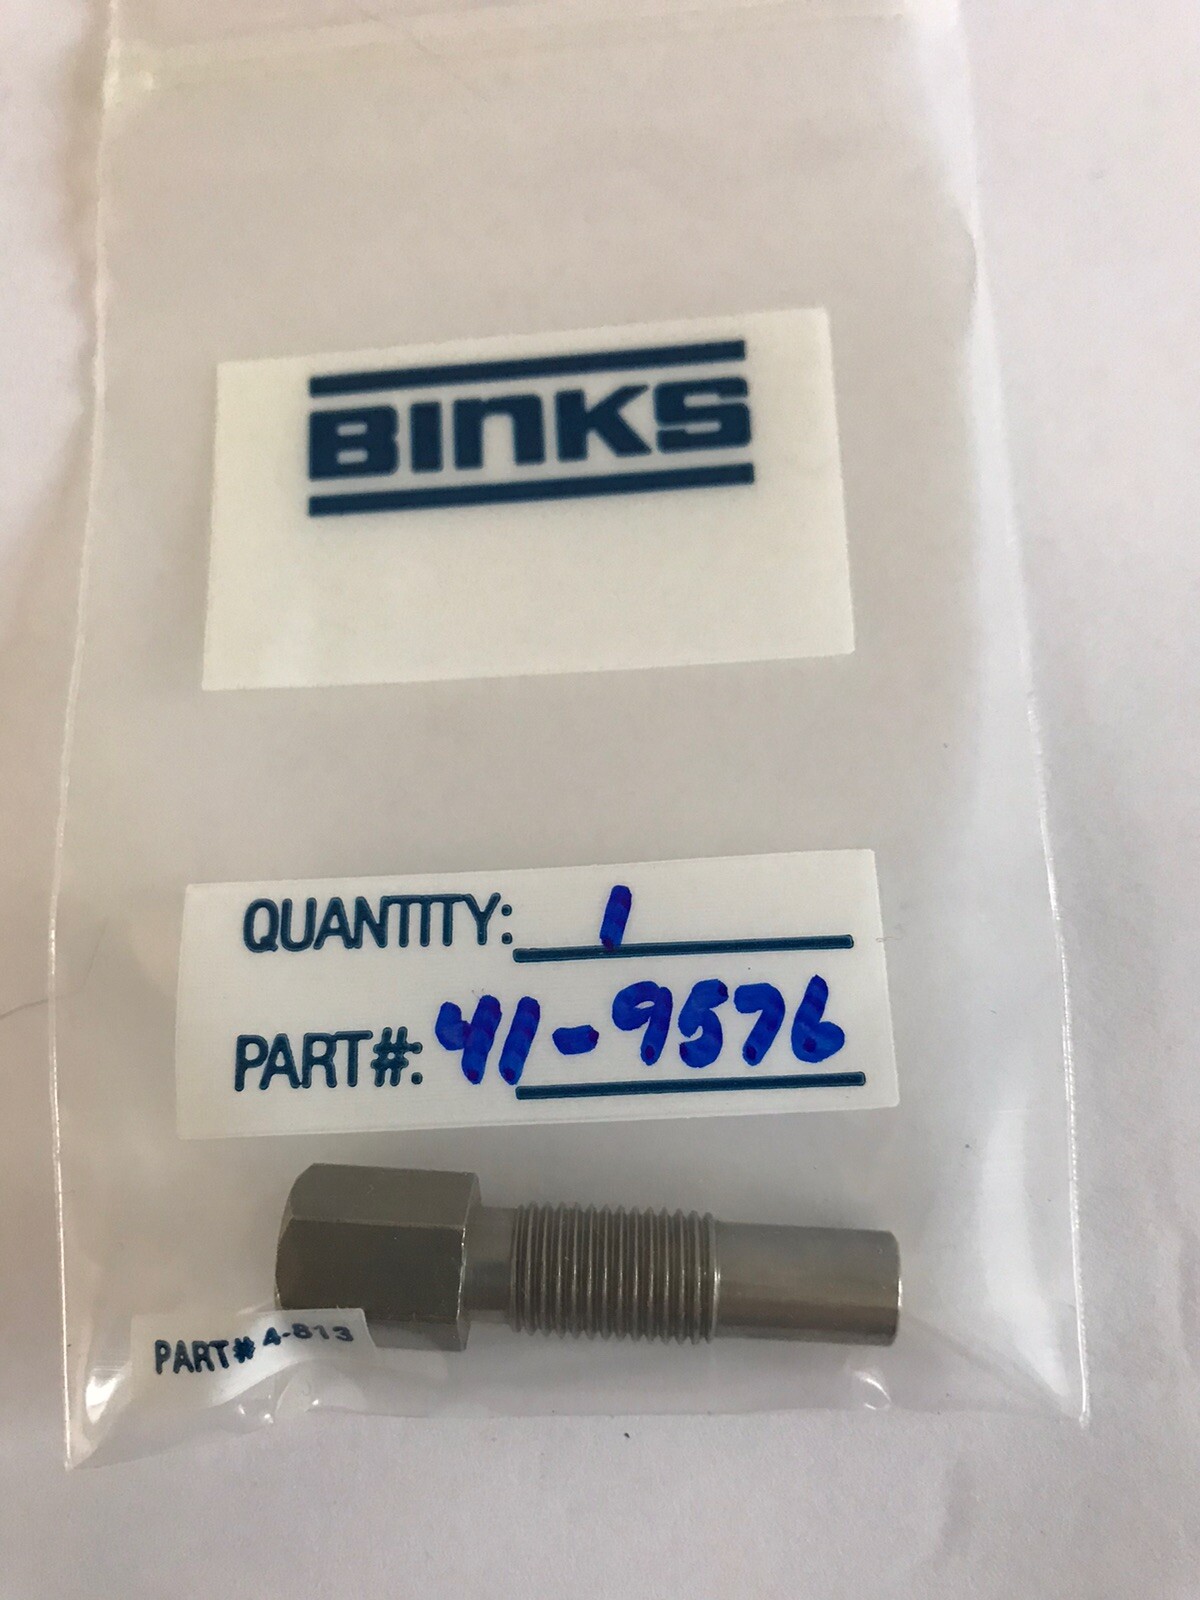 BINKS
QUANTITY: 1
PART#: 41-9576
PART# 4-813